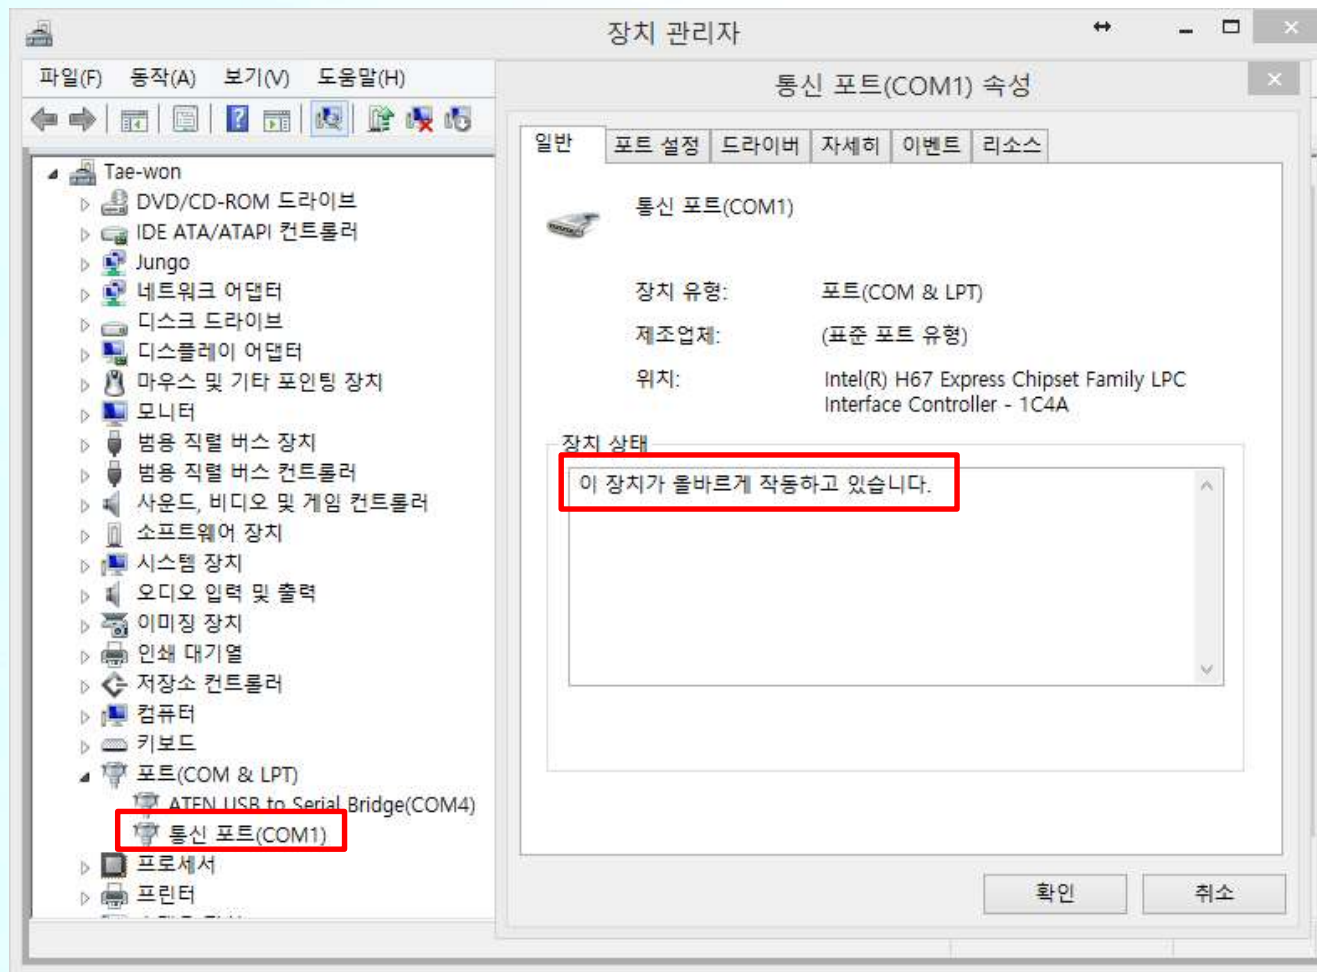 장치 관리자
파일(F) 동작(A) 보기(V) 도움말(H)
Tae-won
DVD/CD-ROM 드라이브
IDE ATA/ATAPI 컨트롤러
Jungo
네트워크 어댑터
디스크 드라이브
디스플레이 어댑터
마우스 및 기타 포인팅 장치
모니터
범용 직렬 버스 장치
범용 직렬 버스 컨트롤러
사운드, 비디오 및 게임 컨트롤러
소프트웨어 장치
시스템 장치
오디오 입력 및 출력
이미징 장치
인쇄 대기열
저장소 컨트롤러
컴퓨터
키보드
포트(COM & LPT)
ATEN USB to Serial Bridge(COM4)
통신 포트(COM1)
프로세서
프린터
통신 포트(COM1) 속성
일반 포트 설정 드라이버 자세히 이벤트 리소스
통신 포트(COM1)
장치 유형: 포트(COM & LPT)
제조업체: (표준 포트 유형)
위치: Intel(R) H67 Express Chipset Family LPC
Interface Controller - 1C4A
장치 상태
이 장치가 올바르게 작동하고 있습니다.
확인 취소